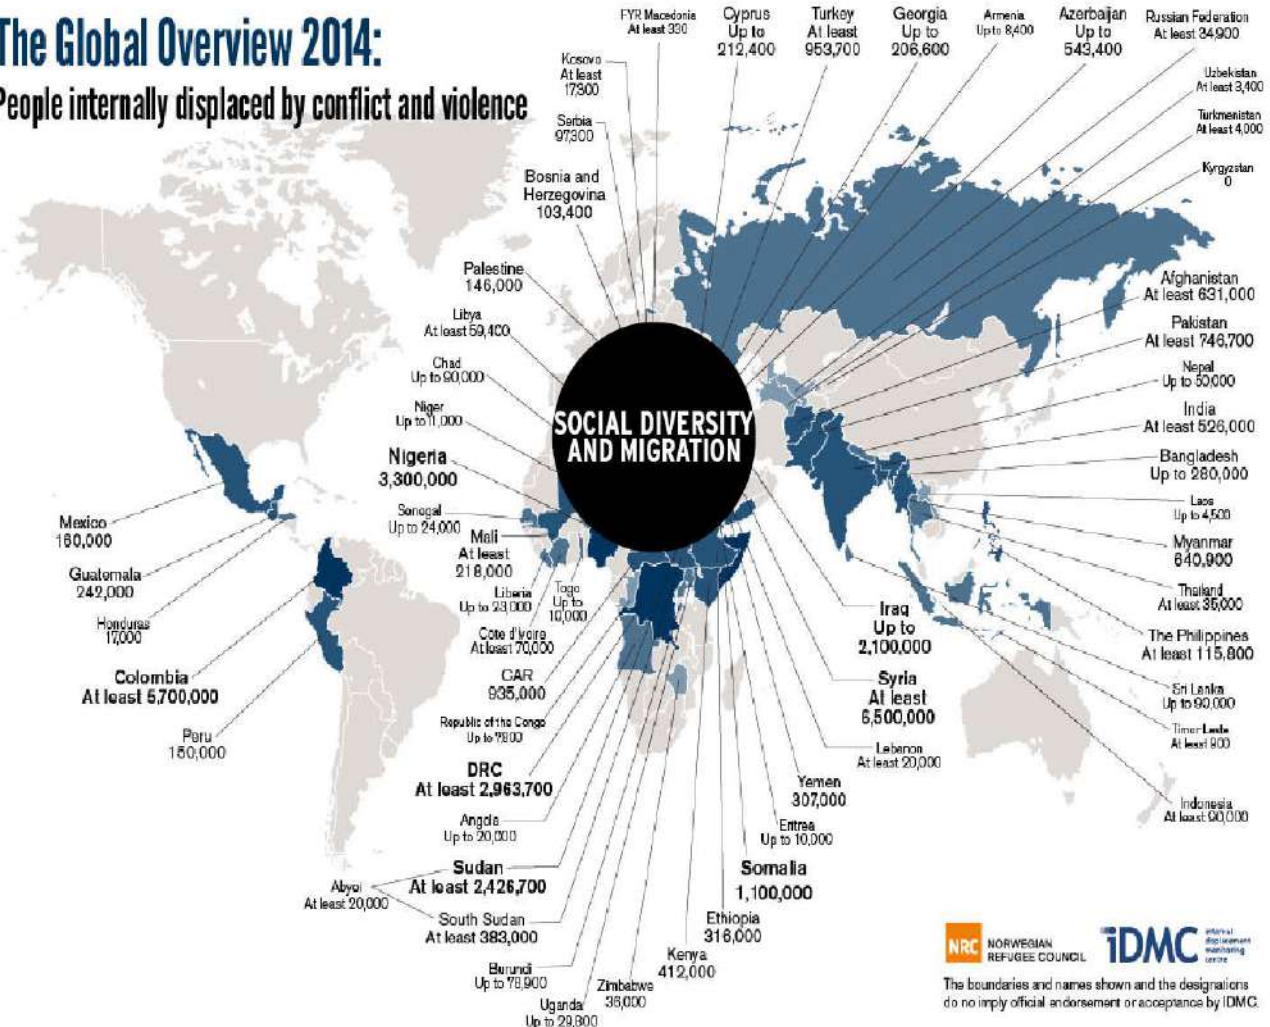 The Global Overview 2014:
People internally displaced by conflict and violence
FYR Macedonia
At least 330
Cyprus
Up to
212,400
Turkey
At least
953,700
Georgia
Up to
206,600
Armenia
Up to 8,400
Azerbaijan
Up to
543,400
Russian Federation
At least 34,900
Kosovo
At least
17,300
Uzbekistan
At least 3,400
Serbia
97,300
Turkmenistan
At least 4,000
Kyrgyzstan
0
Bosnia and
Herzegovina
103,400
Palestine
146,000
Afghanistan
At least 631,000
Libya
At least 59,400
Pakistan
At least 746,700
Chad
Up to 90,000
Nepal
Up to 50,000
Niger
Up to 11,000
India
At least 526,000
SOCIAL DIVERSITY
AND MIGRATION
Nigeria
3,300,000
Bangladesh
Up to 280,000
Senegal
Up to 24,000
Laos
Up to 4,500
Mexico
160,000
Mali
At least
218,000
Myanmar
640,900
Guatemala
242,000
Liberia
Up to 23,000
Togo
Up to
10,000
Thailand
At least 35,000
Honduras
17,000
Cote d'Ivoire
At least 70,000
Iraq
Up to
2,100,000
The Philippines
At least 115,800
Colombia
At least 5,700,000
CAR
935,000
Syria
At least
6,500,000
Sri Lanka
Up to 90,000
Peru
150,000
Republic of the Congo
Up to 7,800
Timor-Leste
At least 900
Lebanon
At least 20,000
DRC
At least 2,963,700
Yemen
307,000
Indonesia
At least 90,000
Angola
Up to 20,000
Eritrea
Up to 10,000
Sudan
At least 2,426,700
Somalia
1,100,000
Abyei
At least 20,000
South Sudan
At least 383,000
Ethiopia
316,000
Kenya
412,000
Burundi
Up to 78,900
Zimbabwe
36,000
Uganda
Up to 29,800
NRC
NORWEGIAN
REFUGEE COUNCIL
iDMC
internal
displacement
monitoring
centre
The boundaries and names shown and the designations
do no imply official endorsement or acceptance by IDMC.